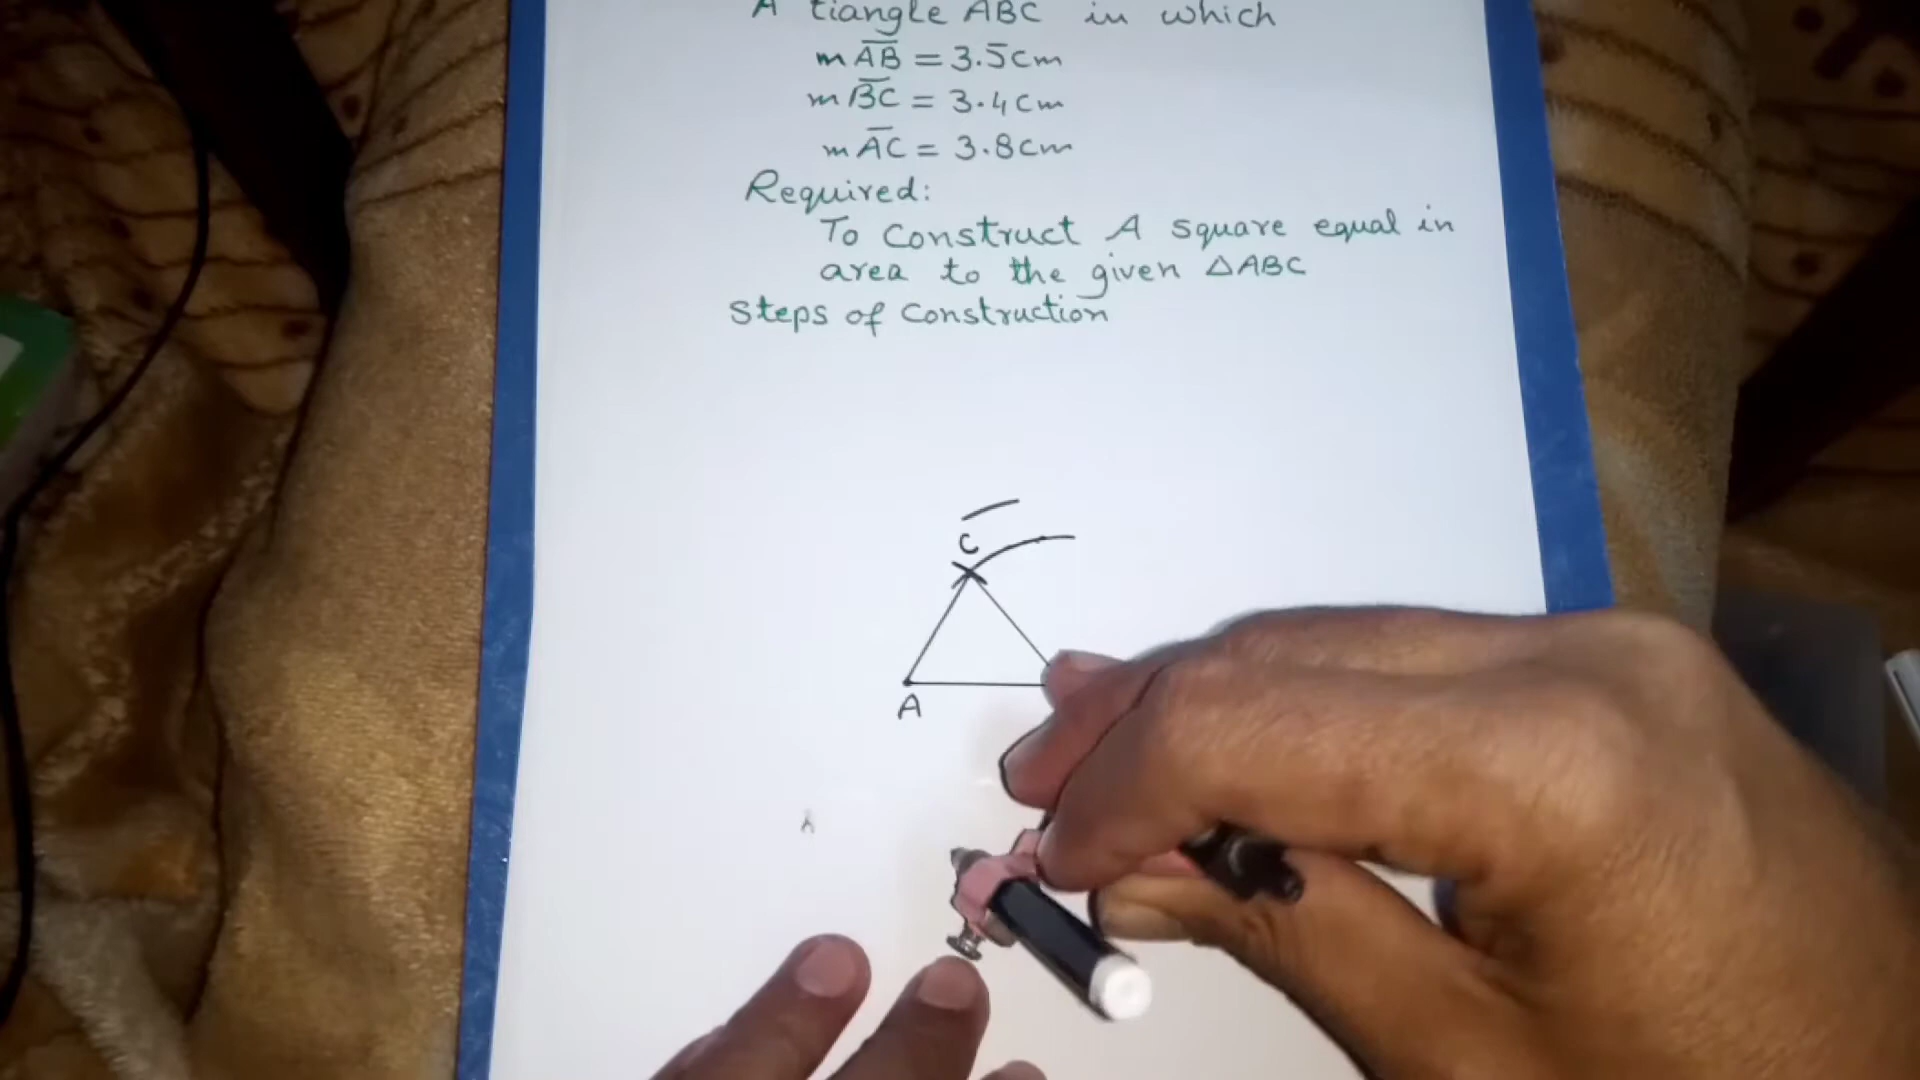 A tiangle ABC in which
mAB = 3.5cm
mBC = 3.4cm
mAC = 3.8cm
Required:
To construct A square equal in
area to the given △ABC
Steps of Construction
C
A